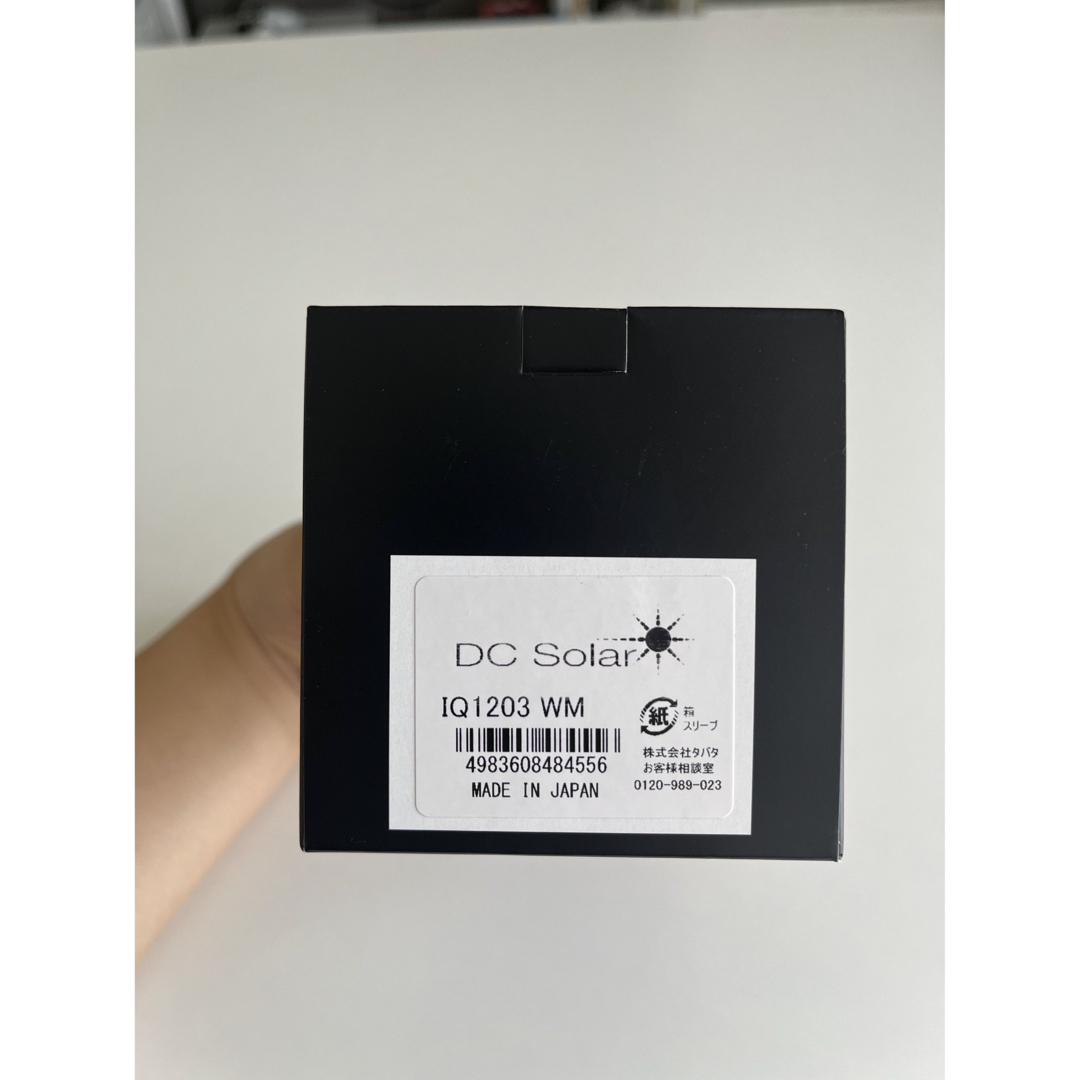 DC Solar
IQ1203 WM
紙
箱
スリーブ
4983608484556
MADE IN JAPAN
株式会社タバタ
お客様相談室
0120-989-023